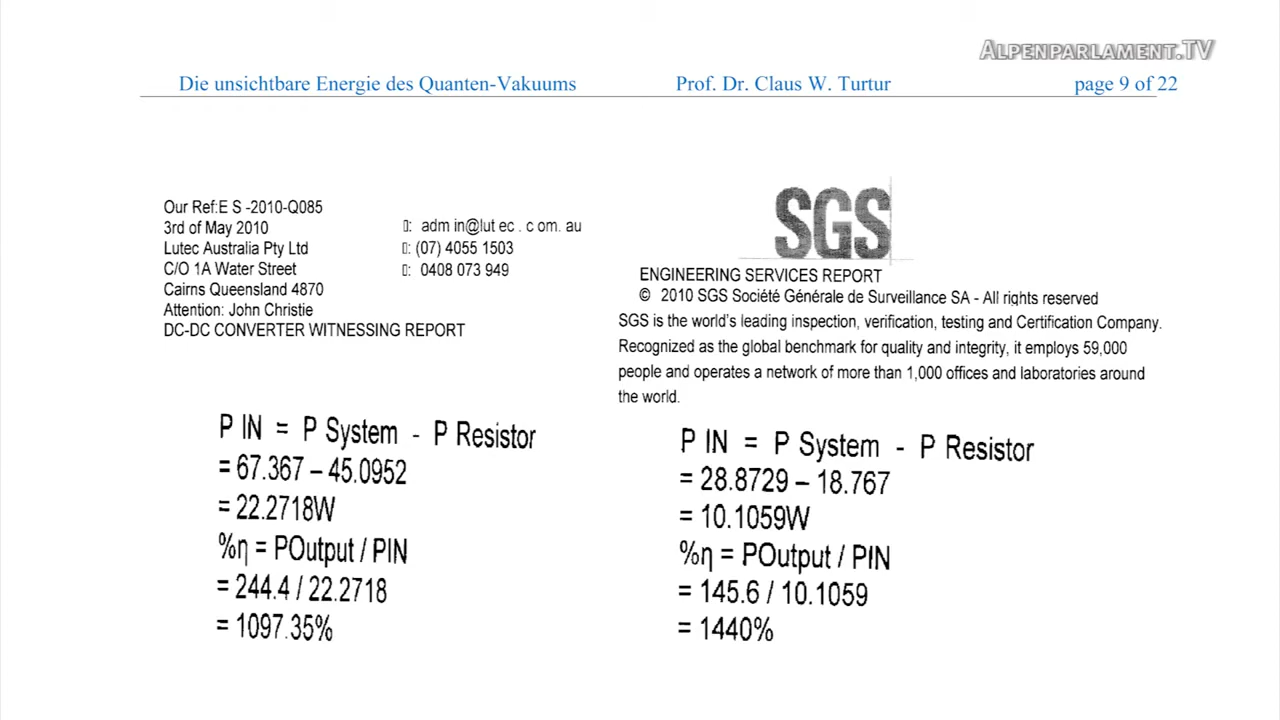 ALPENPARLAMENT.TV
Die unsichtbare Energie des Quanten-Vakuums Prof. Dr. Claus W. Turtur page 9 of 22
Our Ref:E S -2010-Q085
3rd of May 2010
Lutec Australia Pty Ltd
C/O 1A Water Street
Cairns Queensland 4870
Attention: John Christie
DC-DC CONVERTER WITNESSING REPORT
▯: adm in@lut ec . c om. au
▯: (07) 4055 1503
▯: 0408 073 949
SGS
ENGINEERING SERVICES REPORT
© 2010 SGS Société Générale de Surveillance SA - All rights reserved
SGS is the world's leading inspection, verification, testing and Certification Company.
Recognized as the global benchmark for quality and integrity, it employs 59,000
people and operates a network of more than 1,000 offices and laboratories around
the world.
P IN = P System - P Resistor
= 67.367 – 45.0952
= 22.2718W
%η = POutput / PIN
= 244.4 / 22.2718
= 1097.35%
P IN = P System - P Resistor
= 28.8729 – 18.767
= 10.1059W
%η = POutput / PIN
= 145.6 / 10.1059
= 1440%